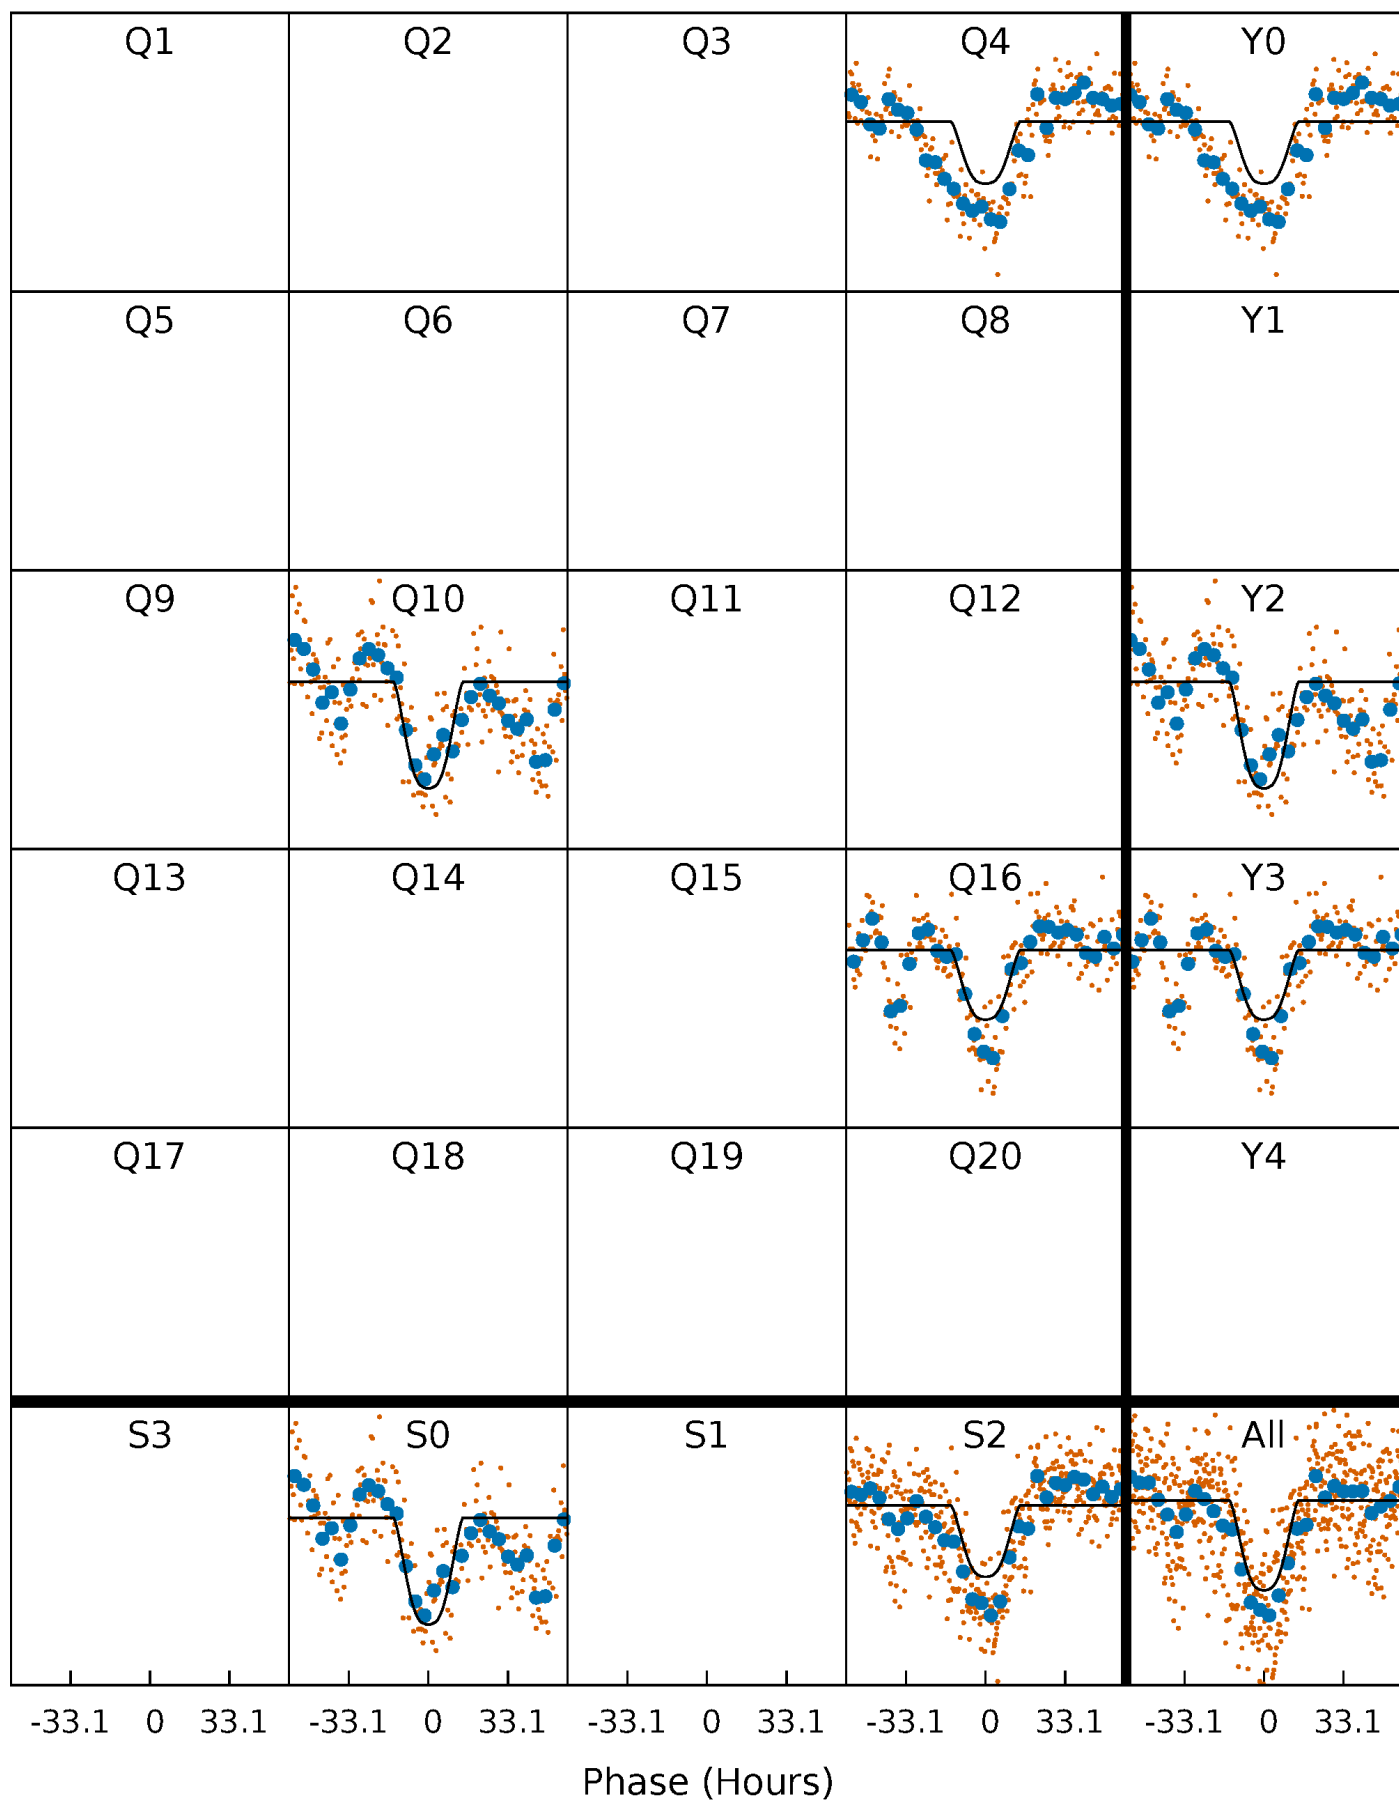 Q1 Q2 Q3 Q4 Y0
Q5 Q6 Q7 Q8 Y1
Q9 Q10 Q11 Q12 Y2
Q13 Q14 Q15 Q16 Y3
Q17 Q18 Q19 Q20 Y4
S3 S0 S1 S2 All
-33.1 0 33.1 -33.1 0 33.1 -33.1 0 33.1 -33.1 0 33.1 -33.1 0 33.1
Phase (Hours)